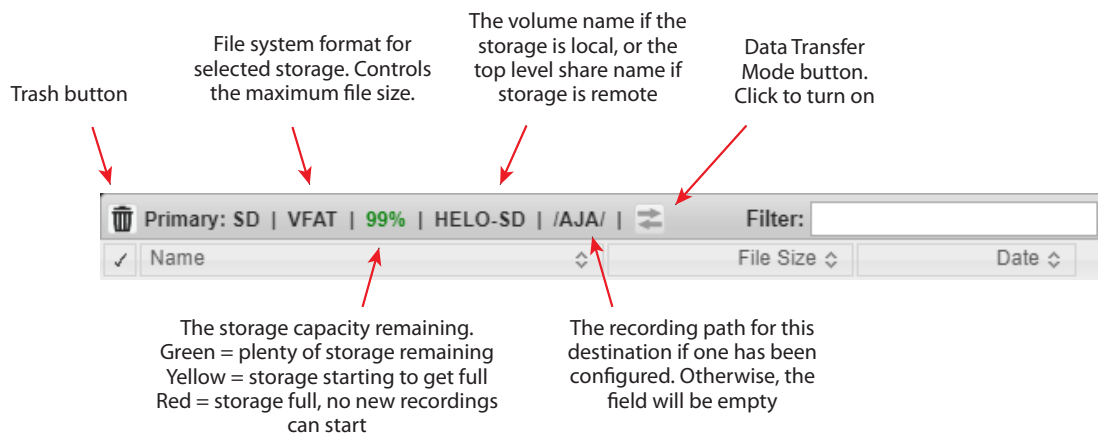 The volume name if the
storage is local, or the
top level share name if
storage is remote
File system format for
selected storage. Controls
the maximum file size.
Data Transfer
Mode button.
Click to turn on
Trash button
Primary: SD | VFAT | 99% | HELO-SD | /AJA/ | Filter:
✓ Name File Size Date
The storage capacity remaining.
Green = plenty of storage remaining
Yellow = storage starting to get full
Red = storage full, no new recordings
can start
The recording path for this
destination if one has been
configured. Otherwise, the
field will be empty